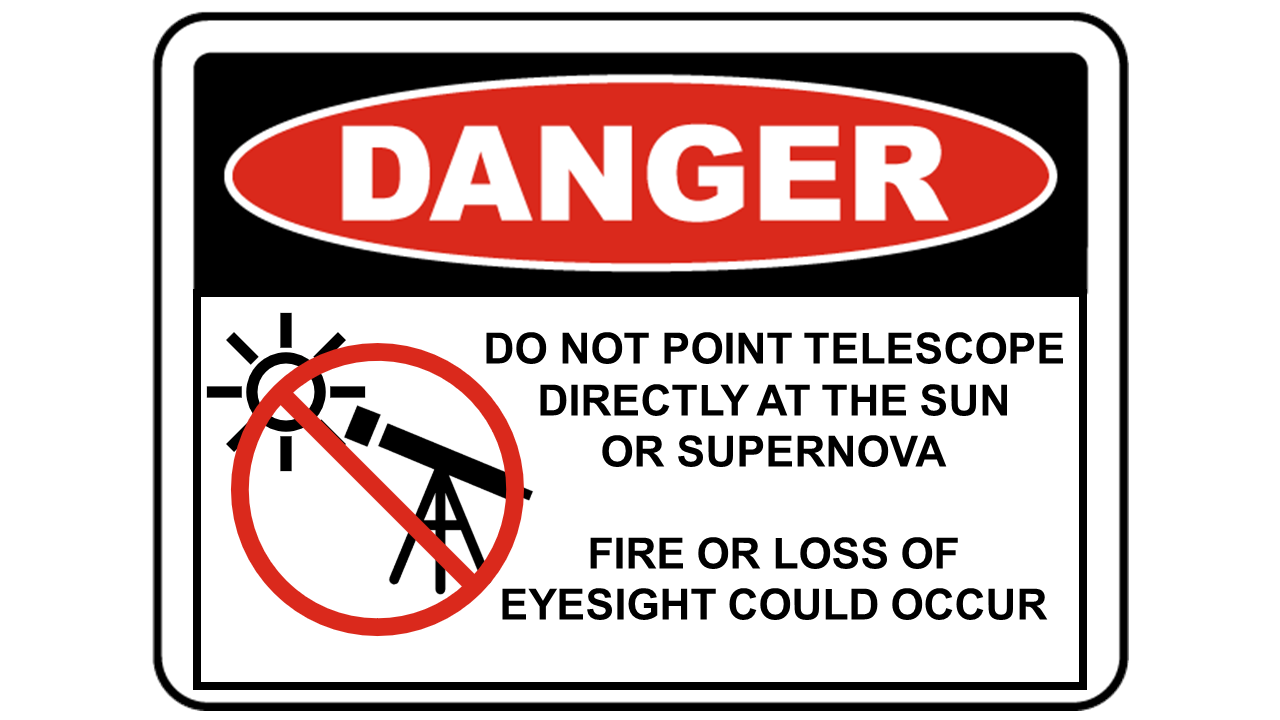 DANGER
DO NOT POINT TELESCOPE
DIRECTLY AT THE SUN
OR SUPERNOVA
FIRE OR LOSS OF
EYESIGHT COULD OCCUR